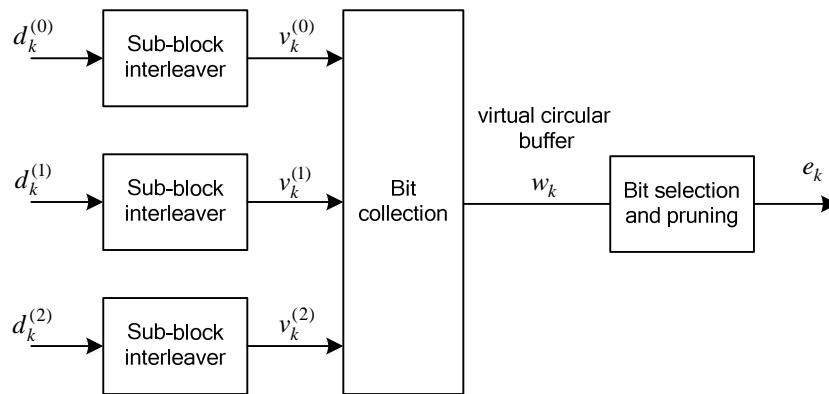 d_k^{(0)}
Sub-block
interleaver
v_k^{(0)}
d_k^{(1)}
Sub-block
interleaver
v_k^{(1)}
d_k^{(2)}
Sub-block
interleaver
v_k^{(2)}
Bit
collection
virtual circular
buffer
w_k
Bit selection
and pruning
e_k